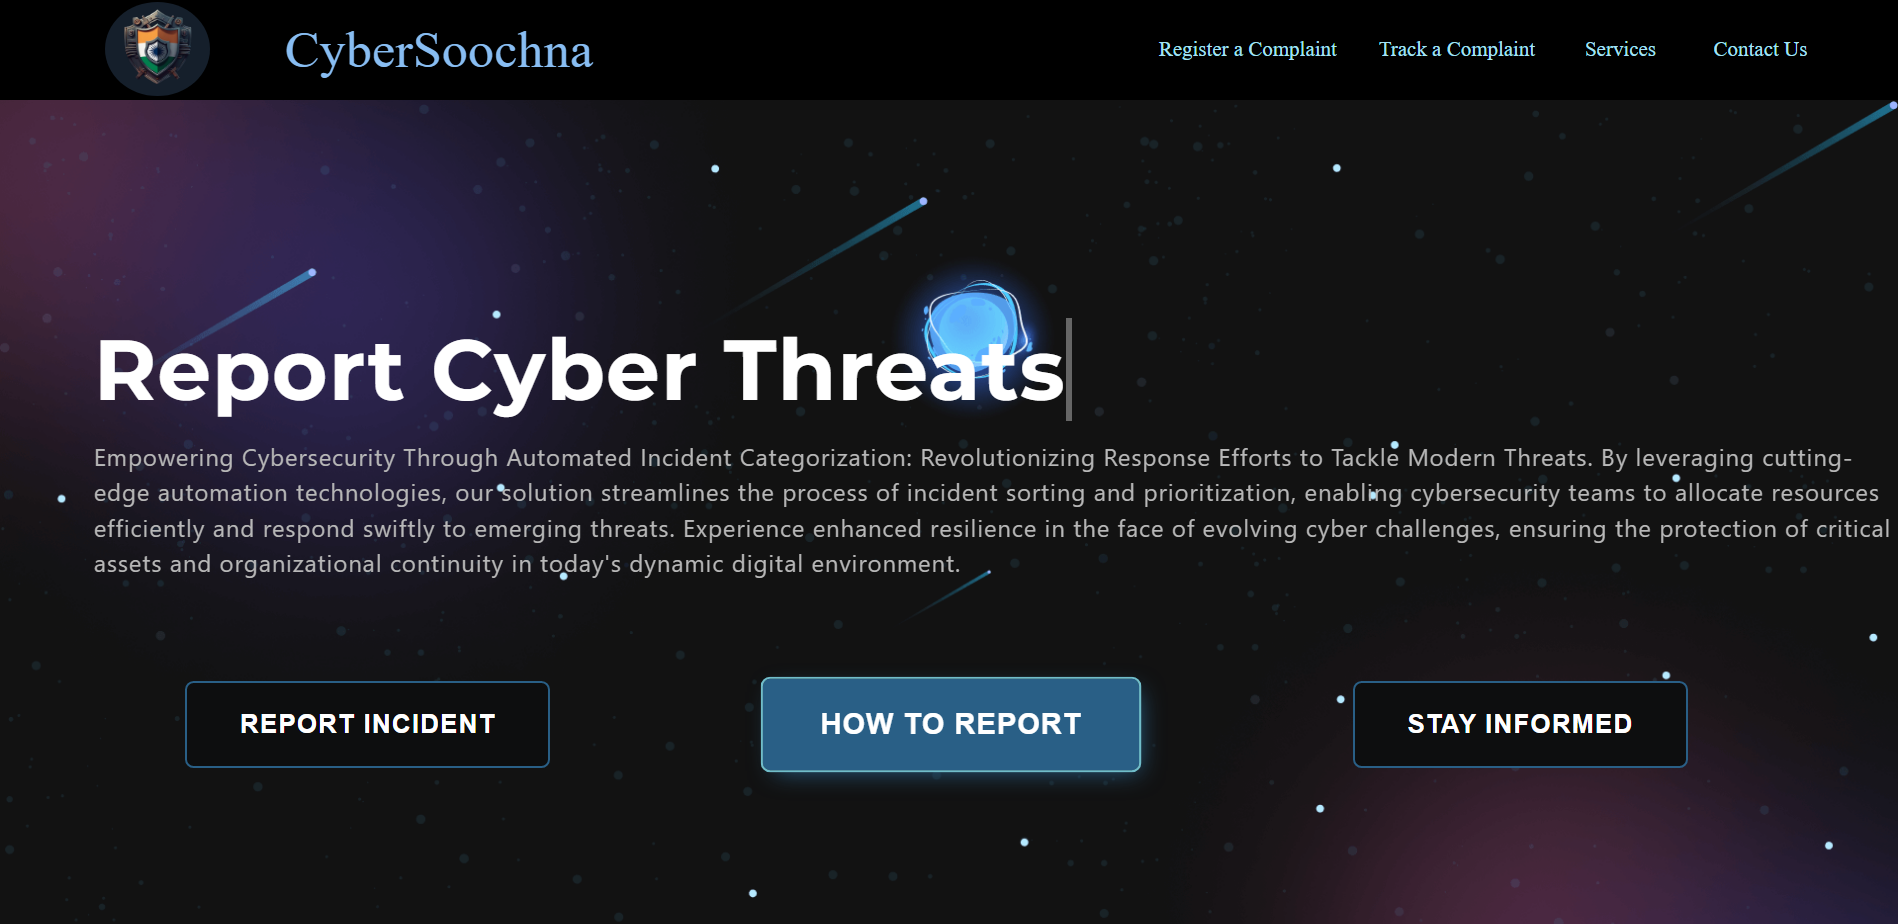 CyberSoochna
Register a Complaint
Track a Complaint
Services
Contact Us
Report Cyber Threats
Empowering Cybersecurity Through Automated Incident Categorization: Revolutionizing Response Efforts to Tackle Modern Threats. By leveraging cutting-
edge automation technologies, our solution streamlines the process of incident sorting and prioritization, enabling cybersecurity teams to allocate resources
efficiently and respond swiftly to emerging threats. Experience enhanced resilience in the face of evolving cyber challenges, ensuring the protection of critical
assets and organizational continuity in today's dynamic digital environment.
REPORT INCIDENT
HOW TO REPORT
STAY INFORMED